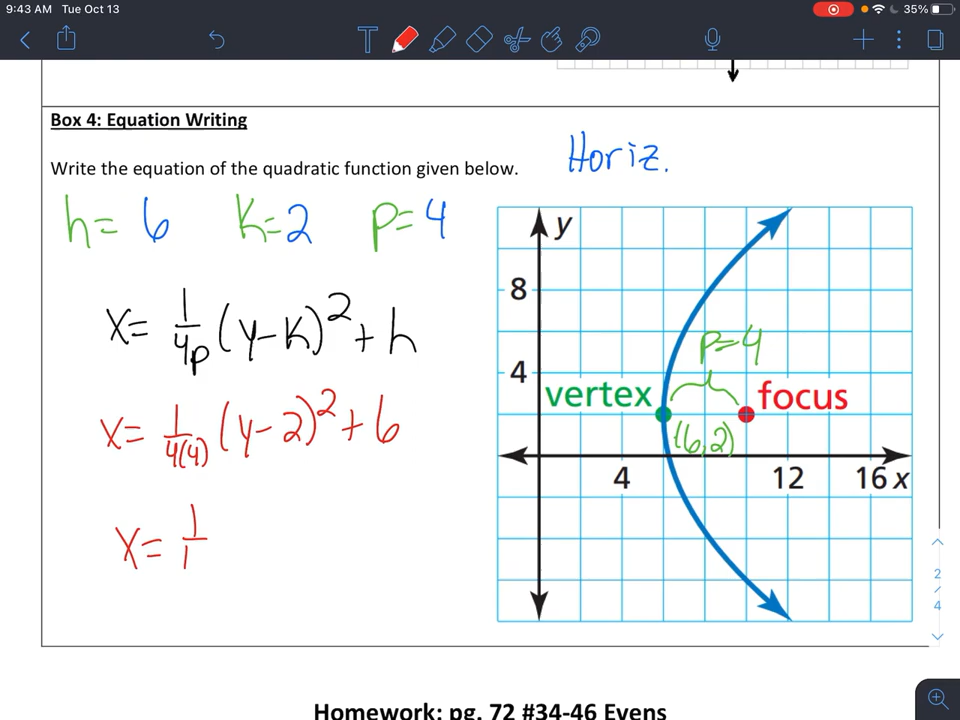 9:43 AM Tue Oct 13
35%
T
Box 4: Equation Writing
Write the equation of the quadratic function given below.
Horiz.
h = 6 k = 2 p = 4
x = 1/4p (y - k)² + h
x = 1/4(4) (y - 2)² + 6
x = 1/1
y
8
4
p = 4
vertex
focus
(6,2)
4
12
16 x
2
/
4
Homework: pg. 72 #34-46 Evens